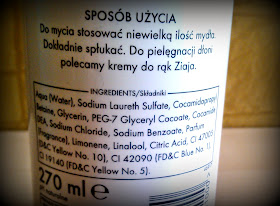 SPOSÓB UŻYCIA
Do mycia stosować niewielką ilość mydła.
Dokładnie spłukać. Do pielęgnacji dłoni
polecamy kremy do rąk Ziaja.
INGREDIENTS/Składniki
Aqua (Water), Sodium Laureth Sulfate, Cocamidopropyl
Betaine, Glycerin, PEG-7 Glyceryl Cocoate, Cocamide
DEA, Sodium Chloride, Sodium Benzoate, Parfum
(Fragrance), Limonene, Linalool, Citric Acid, CI 47005
(D&C Yellow No. 10), CI 42090 (FD&C Blue No. 1),
CI 19140 (FD&C Yellow No. 5).
270 ml e